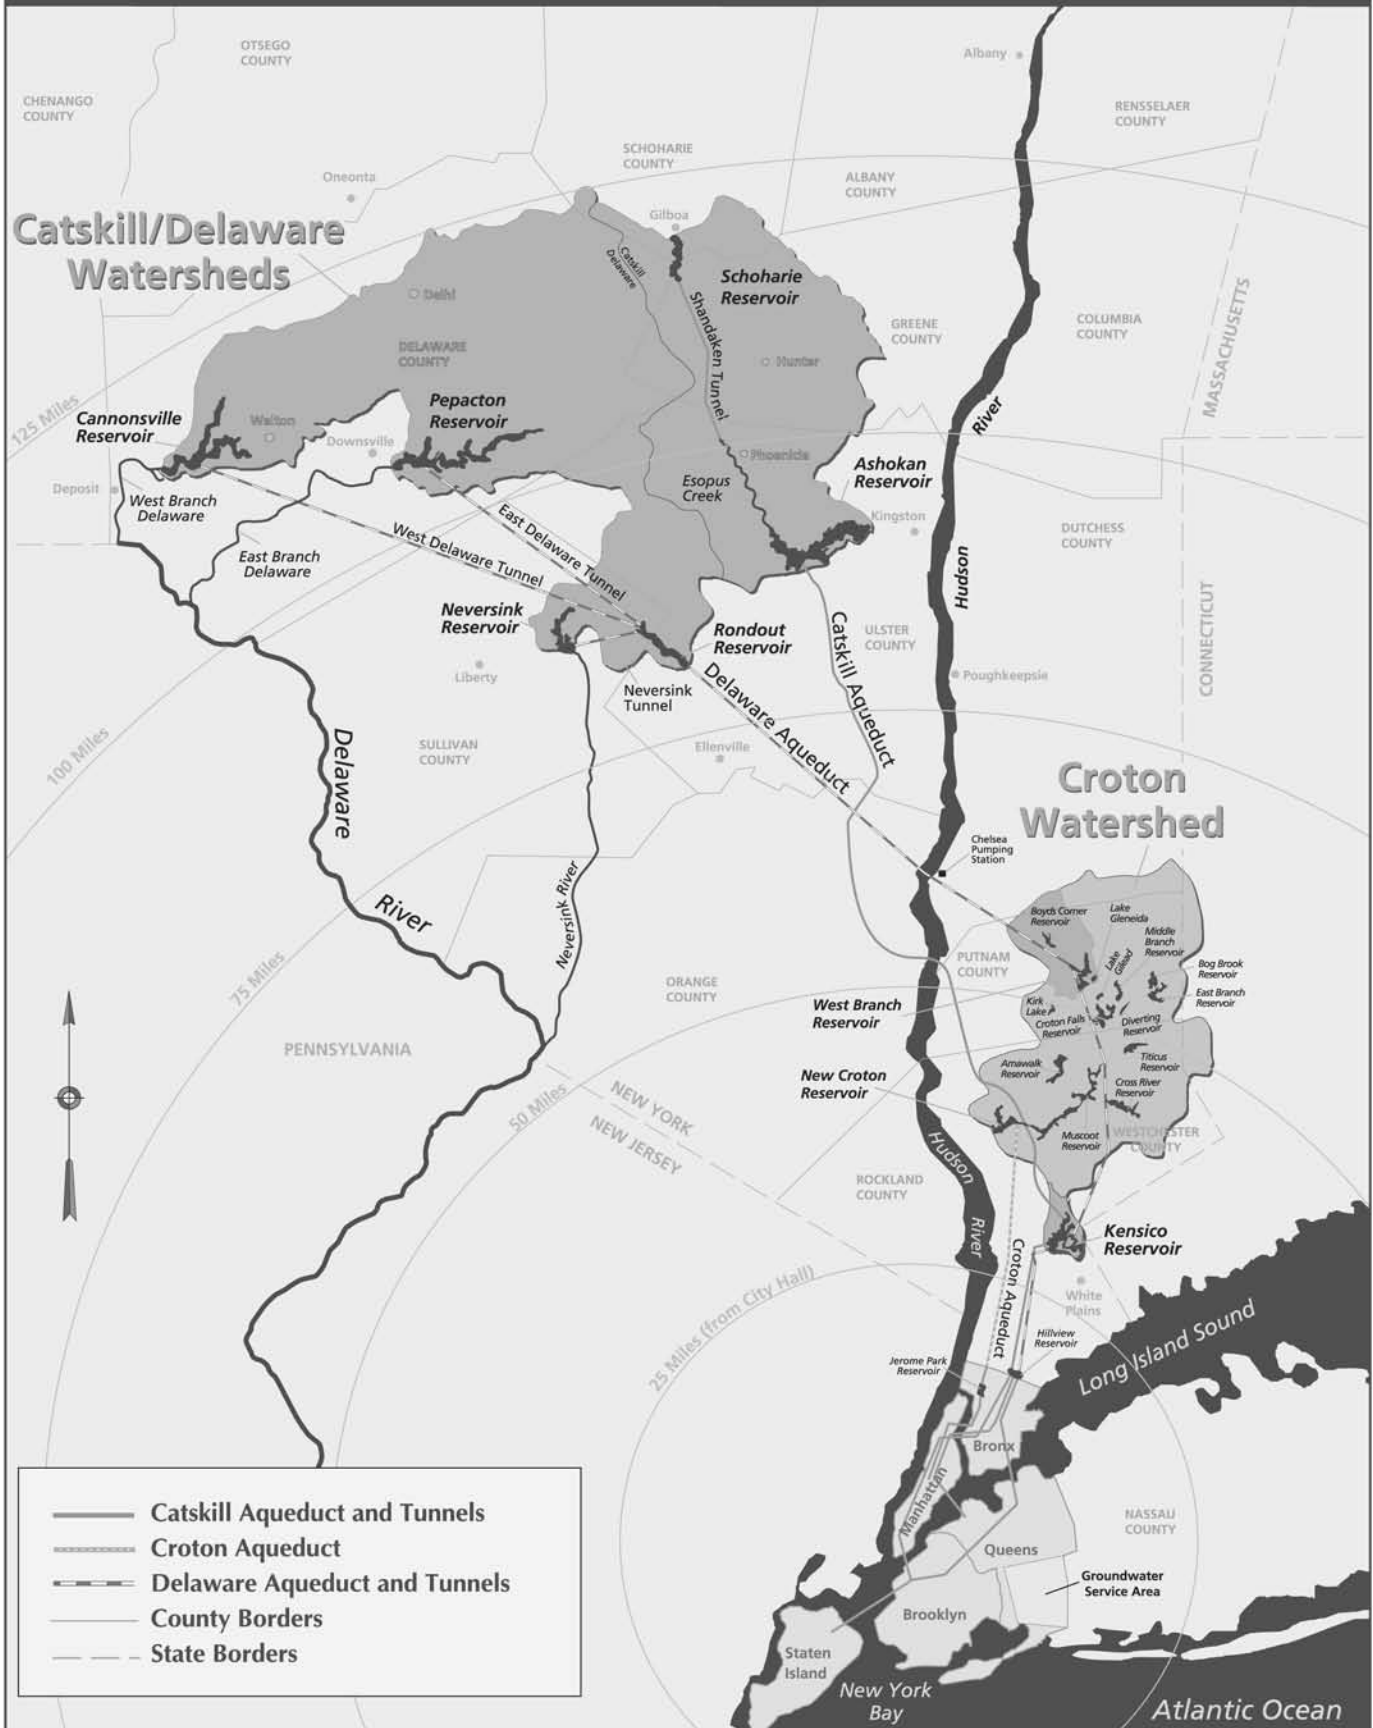 OTSEGO
COUNTY
Albany
CHENANGO
COUNTY
RENSSELAER
COUNTY
SCHOHARIE
COUNTY
Oneonta
ALBANY
COUNTY
Catskill/Delaware
Watersheds
Gilboa
Catskill
Delaware
Schoharie
Reservoir
Delhi
Shandaken Tunnel
MASSACHUSETTS
GREENE
COUNTY
COLUMBIA
COUNTY
DELAWARE
COUNTY
Hunter
125 Miles
Cannonsville
Reservoir
Walton
Pepacton
Reservoir
Downsville
River
Phoenicia
Ashokan
Reservoir
Deposit
West Branch
Delaware
Esopus
Creek
Kingston
East Delaware Tunnel
West Delaware Tunnel
DUTCHESS
COUNTY
East Branch
Delaware
Hudson
Neversink
Reservoir
Rondout
Reservoir
Catskill Aqueduct
ULSTER
COUNTY
CONNECTICUT
Liberty
Neversink
Tunnel
Delaware Aqueduct
Poughkeepsie
100 Miles
Delaware
SULLIVAN
COUNTY
Ellenville
Croton
Watershed
Chelsea
Pumping
Station
River
Neversink River
Boyds Corner
Reservoir
Lake
Gleneida
Middle
Branch
Reservoir
Lake
Gilead
Bog Brook
Reservoir
75 Miles
PUTNAM
COUNTY
ORANGE
COUNTY
East Branch
Reservoir
West Branch
Reservoir
Kirk
Lake
Croton Falls
Reservoir
Diverting
Reservoir
PENNSYLVANIA
Amawalk
Reservoir
Titicus
Reservoir
New Croton
Reservoir
Cross River
Reservoir
50 Miles
NEW YORK
NEW JERSEY
Muscoot
Reservoir
WESTCHESTER
COUNTY
Hudson
River
ROCKLAND
COUNTY
Kensico
Reservoir
Croton Aqueduct
25 Miles (from City Hall)
White
Plains
Long Island Sound
Hillview
Reservoir
Jerome Park
Reservoir
Bronx
Manhattan
Catskill Aqueduct and Tunnels
Croton Aqueduct
Delaware Aqueduct and Tunnels
County Borders
State Borders
NASSAU
COUNTY
Queens
Groundwater
Service Area
Brooklyn
Staten
Island
New York
Bay
Atlantic Ocean